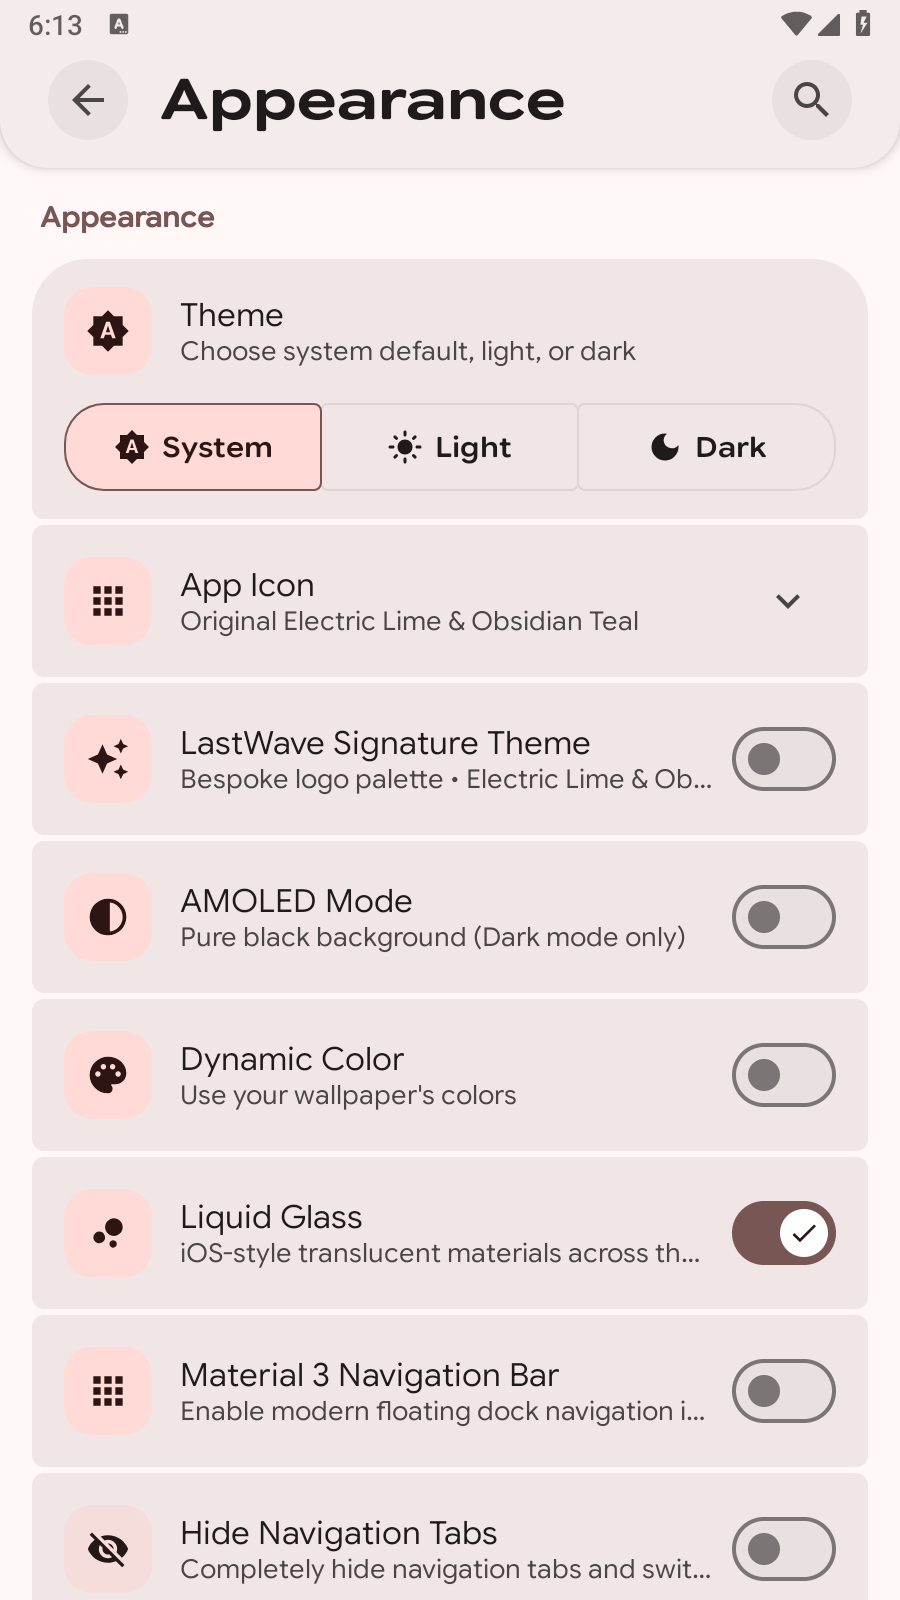 6:13
Appearance
Appearance
Theme
Choose system default, light, or dark
System
Light
Dark
App Icon
Original Electric Lime & Obsidian Teal
LastWave Signature Theme
Bespoke logo palette • Electric Lime & Ob...
AMOLED Mode
Pure black background (Dark mode only)
Dynamic Color
Use your wallpaper's colors
Liquid Glass
iOS-style translucent materials across th...
Material 3 Navigation Bar
Enable modern floating dock navigation i...
Hide Navigation Tabs
Completely hide navigation tabs and swit...